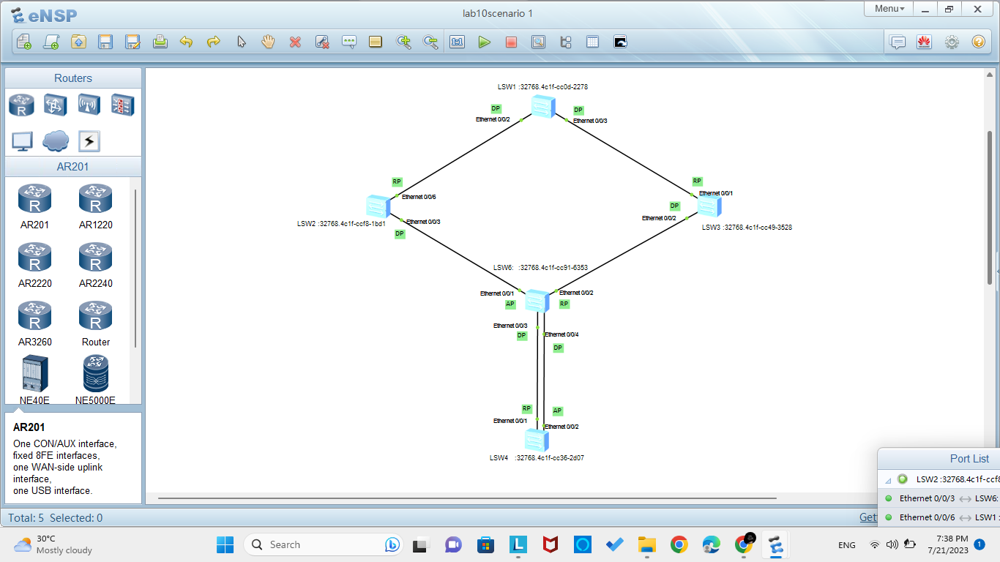 eNSP
lab10scenario 1
Menu
Routers
AR201
AR201
AR1220
AR2220
AR2240
AR3260
Router
NE40E
NE5000E
AR201
One CON/AUX interface,
fixed 8FE interfaces,
one WAN-side uplink
interface,
one USB interface.
LSW1 :32768.4c1f-cc0d-2278
DP
DP
Ethernet 0/0/2
Ethernet 0/0/3
RP
RP
Ethernet 0/0/6
Ethernet 0/0/1
DP
Ethernet 0/0/3
Ethernet 0/0/2
LSW2 :32768.4c1f-ccf8-1bd1
LSW3 :32768.4c1f-cc49-3528
DP
LSW6: :32768.4c1f-cc91-6353
Ethernet 0/0/1
Ethernet 0/0/2
AP
RP
Ethernet 0/0/3
DP
Ethernet 0/0/4
DP
RP
AP
Ethernet 0/0/1
Ethernet 0/0/2
LSW4 :32768.4c1f-cc36-2d07
Port List
LSW2 :32768.4c1f-ccf8
Ethernet 0/0/3 LSW6:
Ethernet 0/0/6 LSW1 :
Total: 5 Selected: 0
Get
30°C
Mostly cloudy
Search
ENG
7:38 PM
7/21/2023
1